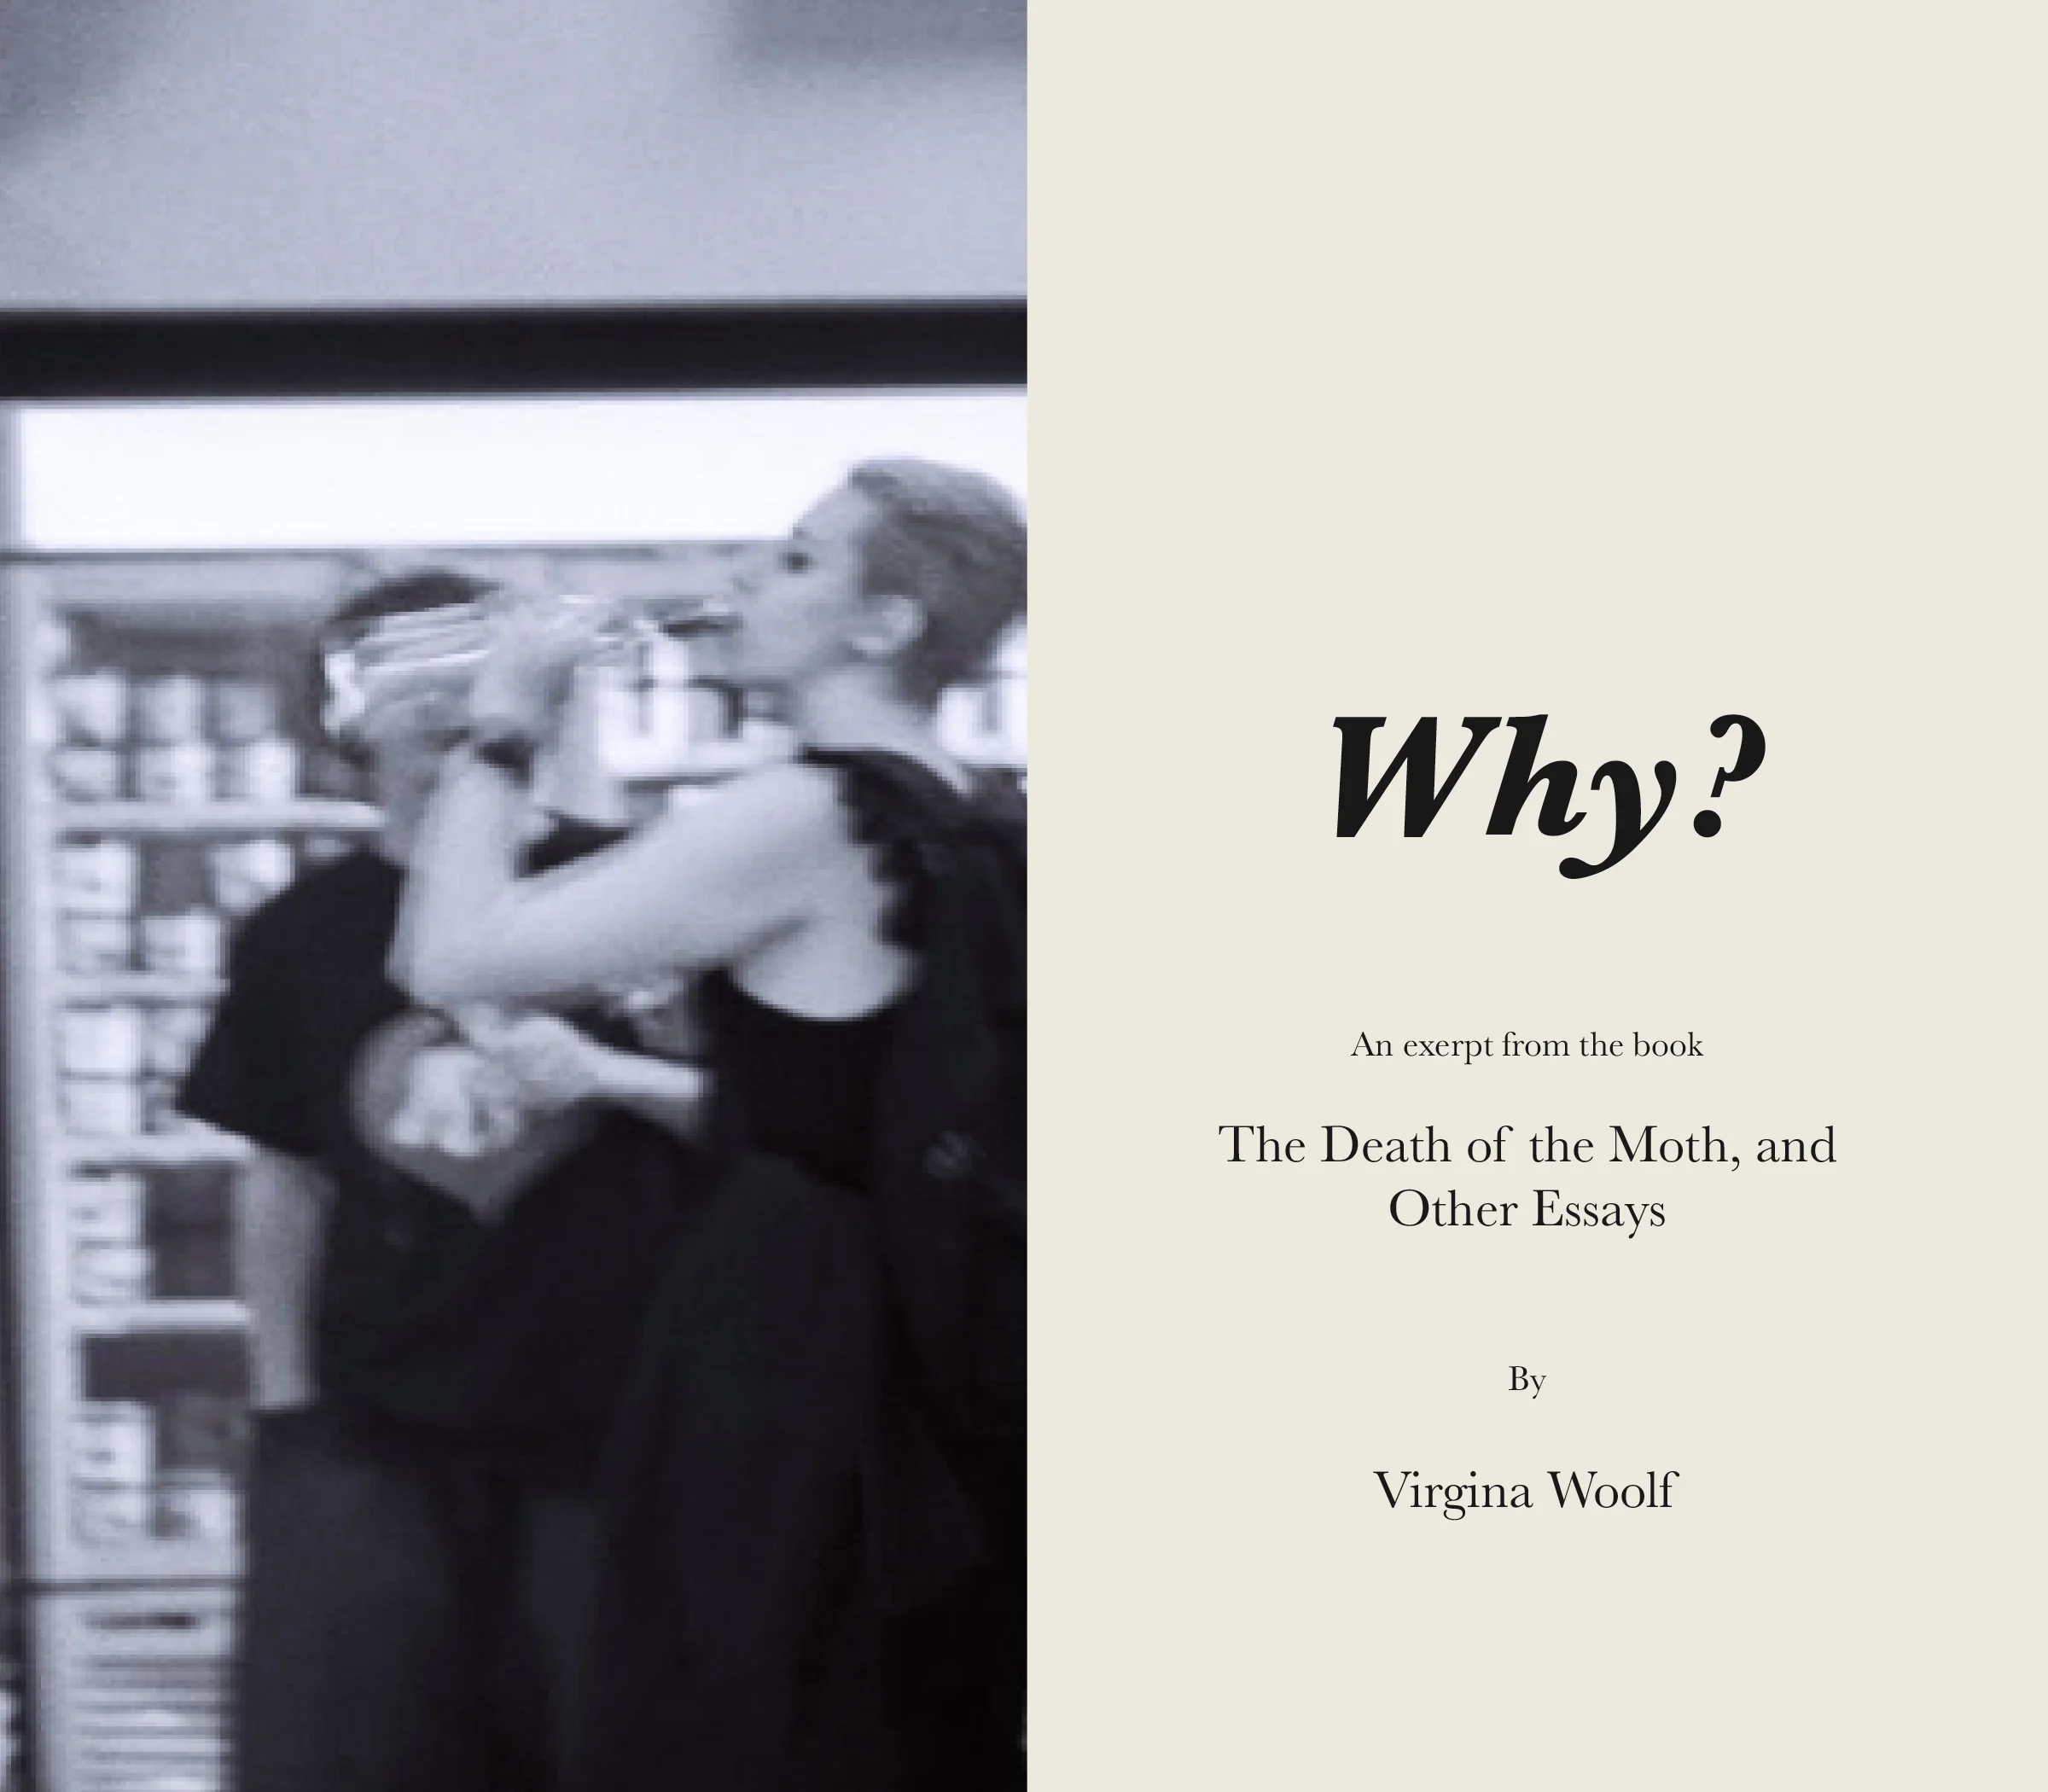 Why?
An exerpt from the book
The Death of the Moth, and
Other Essays
By
Virgina Woolf